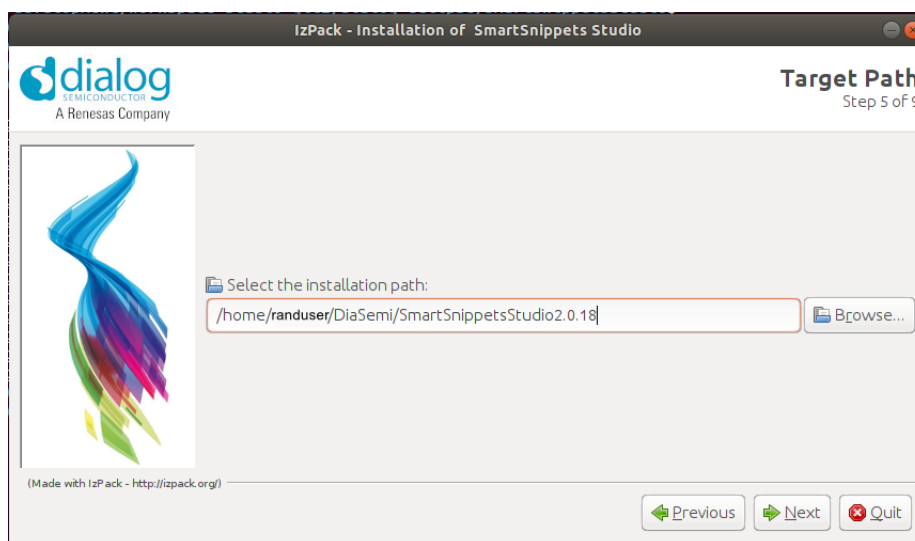 IzPack - Installation of SmartSnippets Studio
dialog
SEMICONDUCTOR
A Renesas Company
Target Path
Step 5 of 9
Select the installation path:
/home/randuser/DiaSemi/SmartSnippetsStudio2.0.18
Browse...
(Made with IzPack - http://izpack.org/)
Previous
Next
Quit